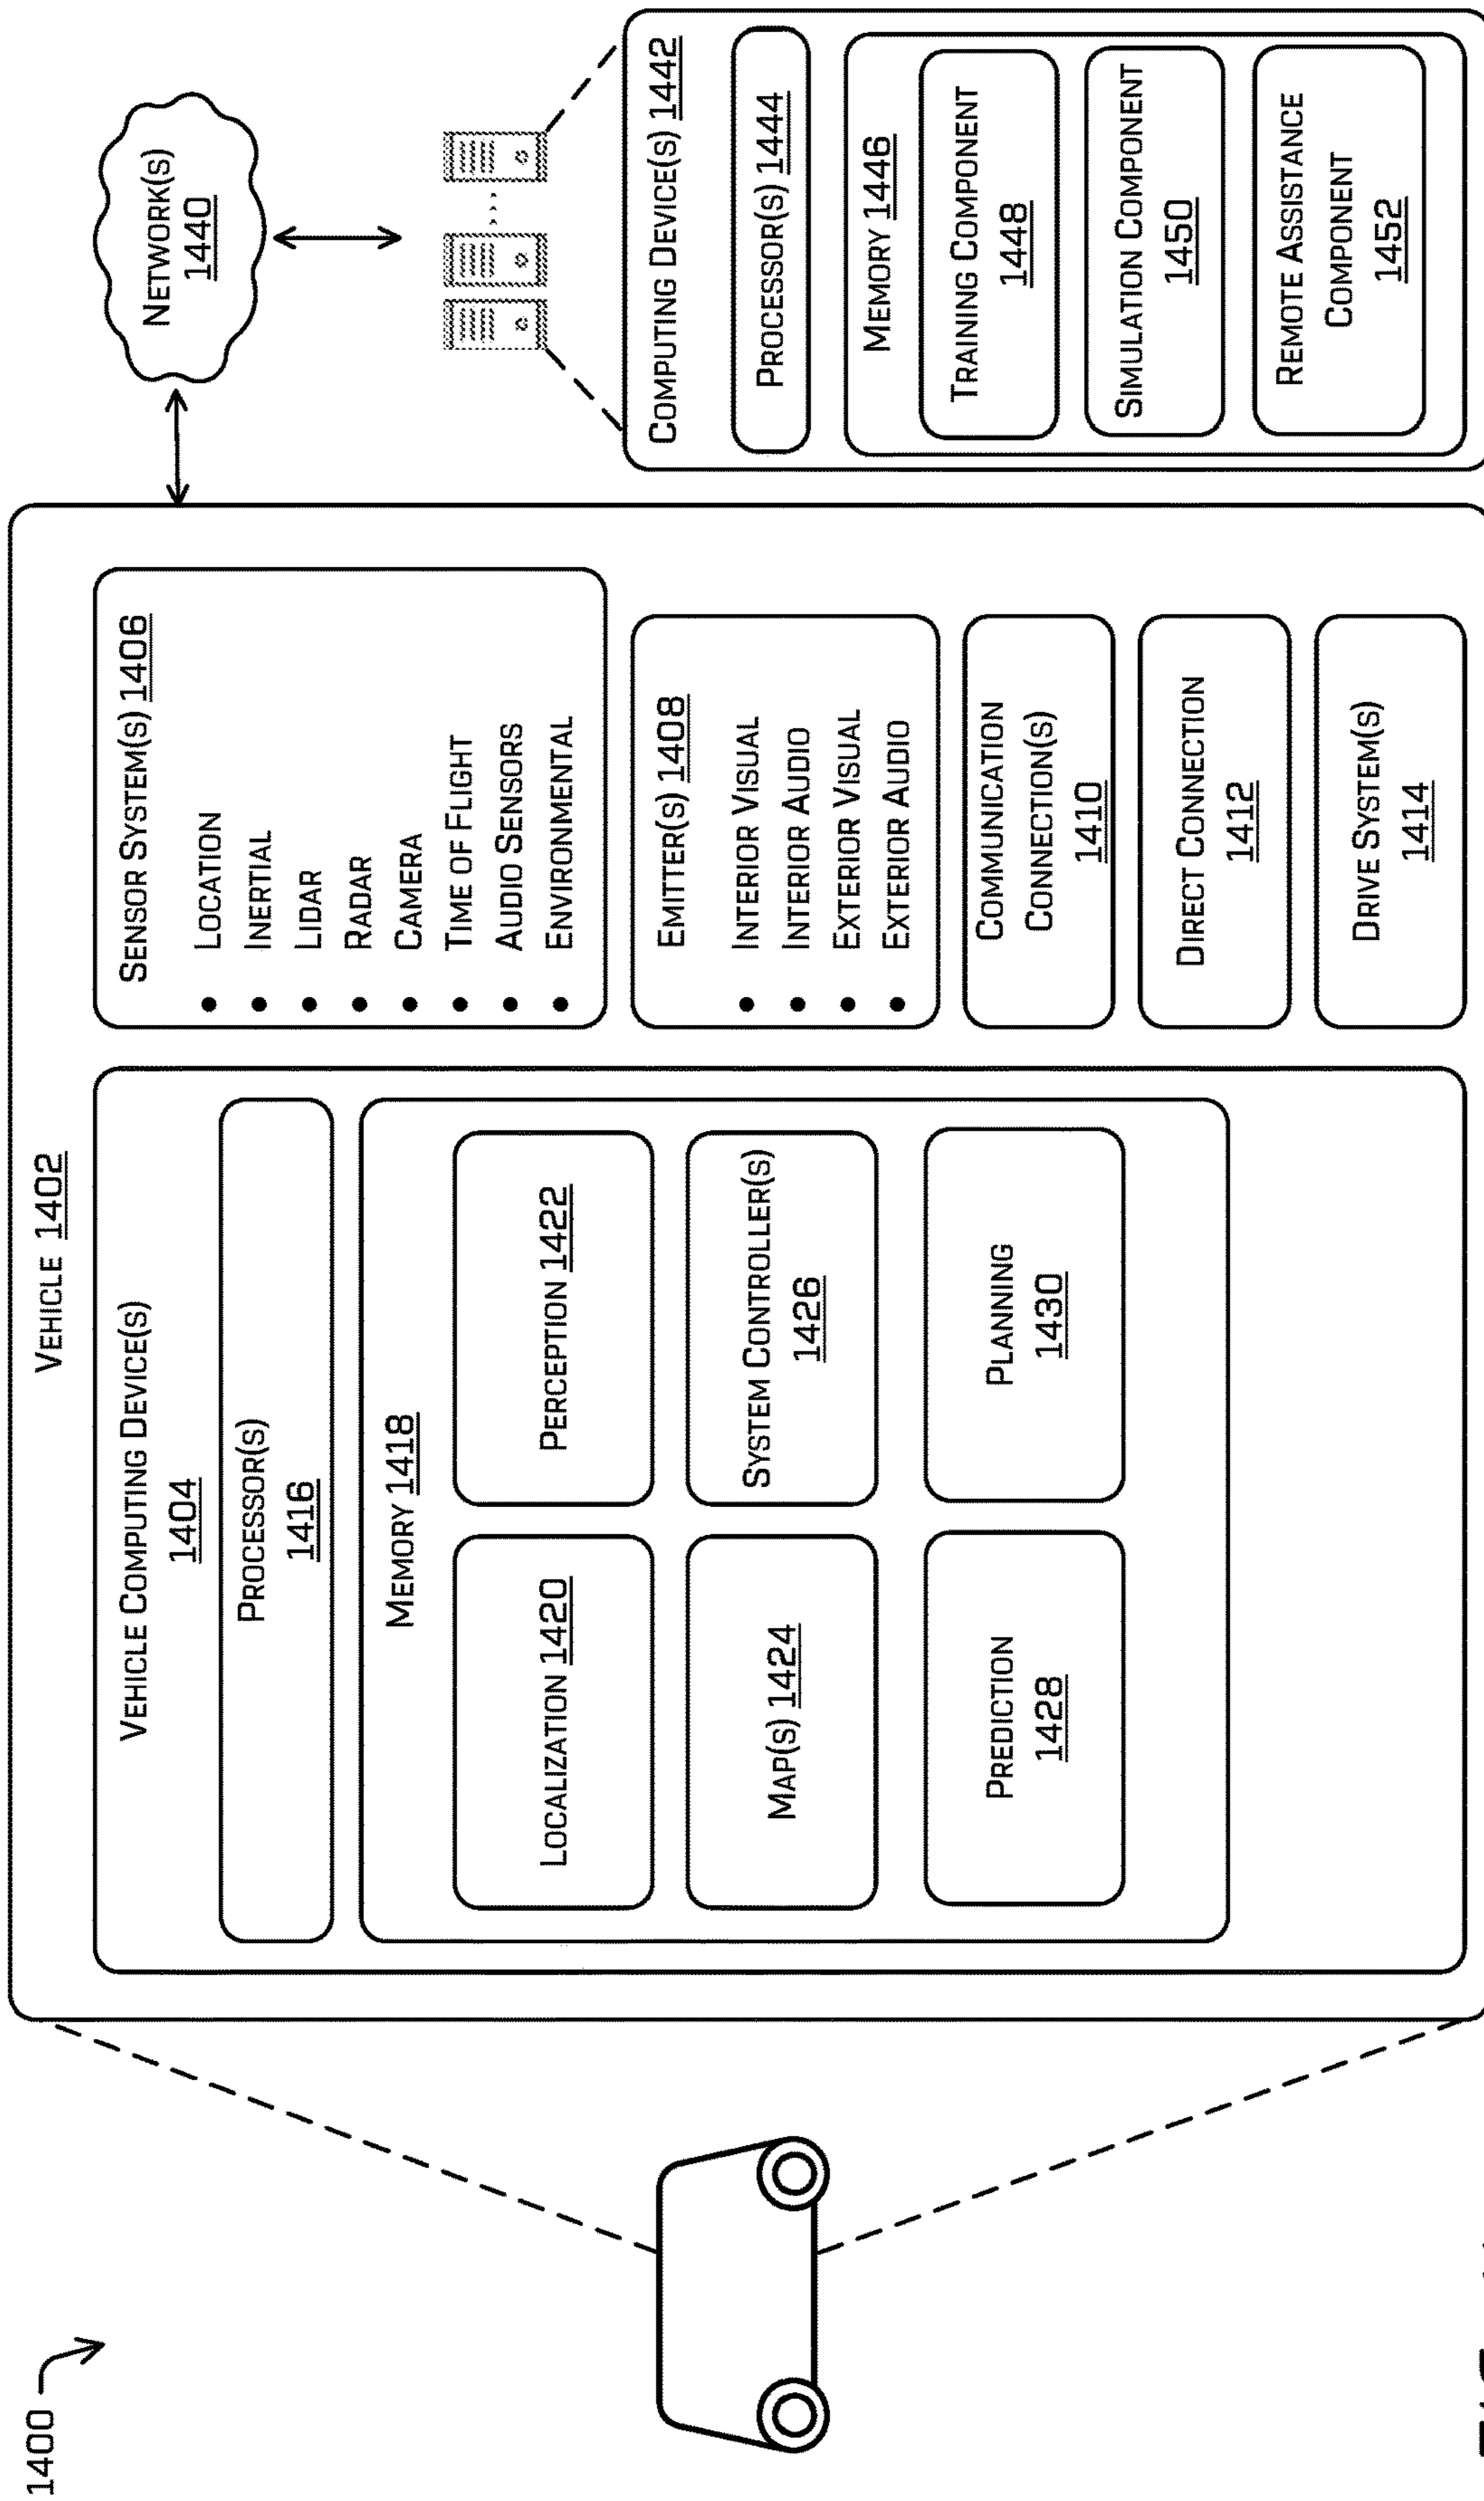 1400
VEHICLE 1402
VEHICLE COMPUTING DEVICE(S)
1404
PROCESSOR(S)
1416
MEMORY 1418
LOCALIZATION 1420
PERCEPTION 1422
MAP(S) 1424
SYSTEM CONTROLLER(S)
1426
PREDICTION
1428
PLANNING
1430
SENSOR SYSTEM(S) 1406
• LOCATION
• INERTIAL
• LIDAR
• RADAR
• CAMERA
• TIME OF FLIGHT
• AUDIO SENSORS
• ENVIRONMENTAL
EMITTER(S) 1408
• INTERIOR VISUAL
• INTERIOR AUDIO
• EXTERIOR VISUAL
• EXTERIOR AUDIO
COMMUNICATION
CONNECTION(S)
1410
DIRECT CONNECTION
1412
DRIVE SYSTEM(S)
1414
NETWORK(S)
1440
COMPUTING DEVICE(S) 1442
PROCESSOR(S) 1444
MEMORY 1446
TRAINING COMPONENT
1448
SIMULATION COMPONENT
1450
REMOTE ASSISTANCE
COMPONENT
1452